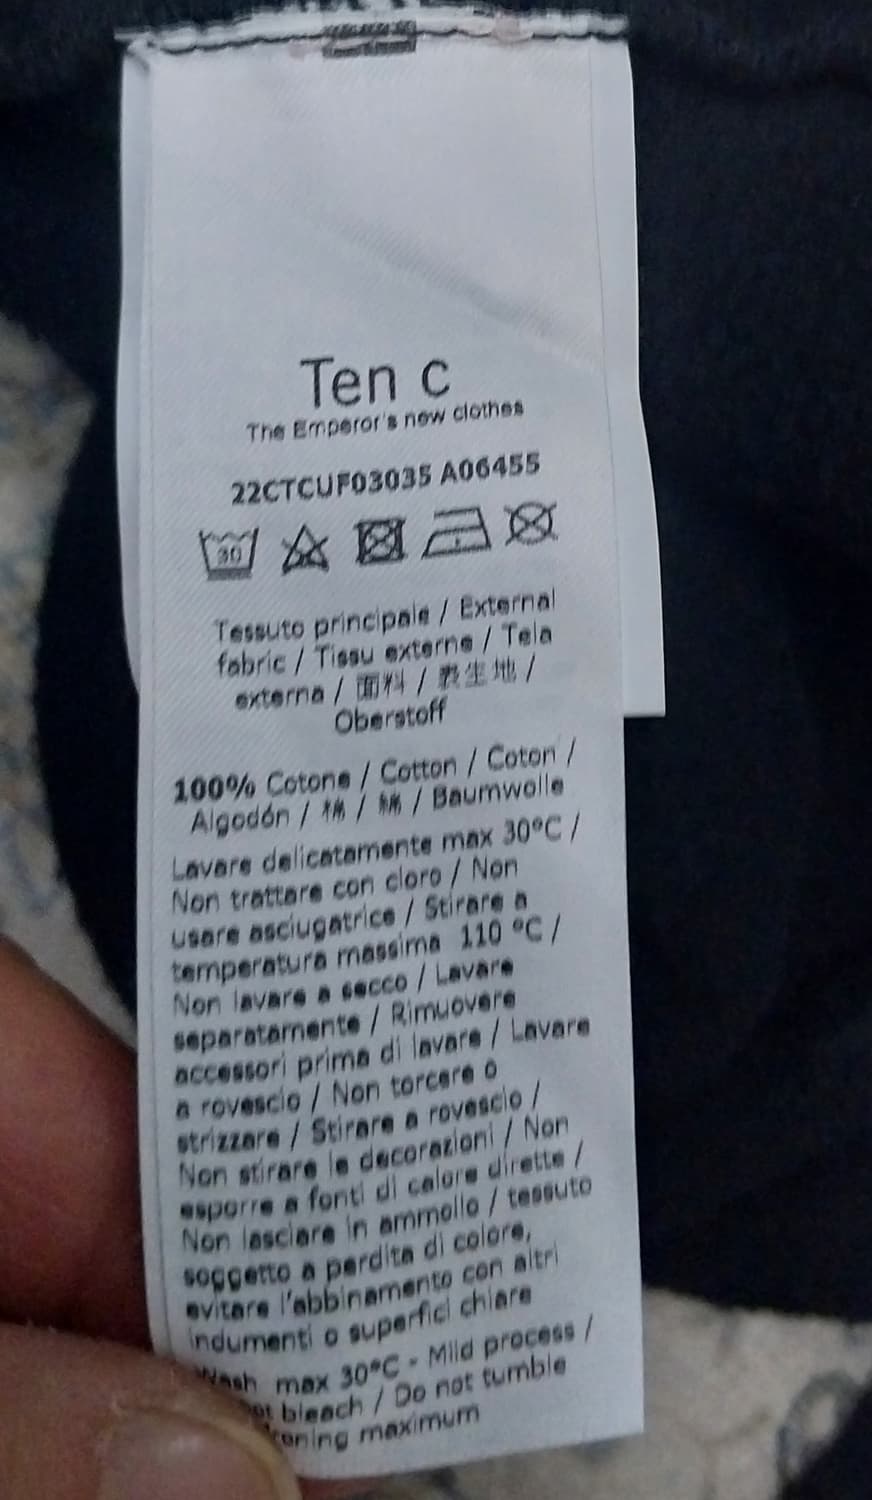 Ten c
The Emperor's new clothes
22CTCUF03035 A06455
30
Tessuto principale / External
fabric / Tissu externe / Tela
externa / 面料 / 表生地 /
Oberstoff
100% Cotone / Cotton / Coton /
Algodón / 棉 / 綿 / Baumwolle
Lavare delicatamente max 30°C /
Non trattare con cloro / Non
usare asciugatrice / Stirare a
temperatura massima 110 °C /
Non lavare a secco / Lavare
separatamente / Rimuovere
accessori prima di lavare / Lavare
a rovescio / Non torcere o
strizzare / Stirare a rovescio /
Non stirare le decorazioni / Non
esporre a fonti di calore dirette /
Non lasciare in ammollo / tessuto
soggetto a perdita di colore,
evitare l'abbinamento con altri
indumenti o superfici chiare
Wash max 30°C - Mild process /
bleach / Do not tumble
maximum